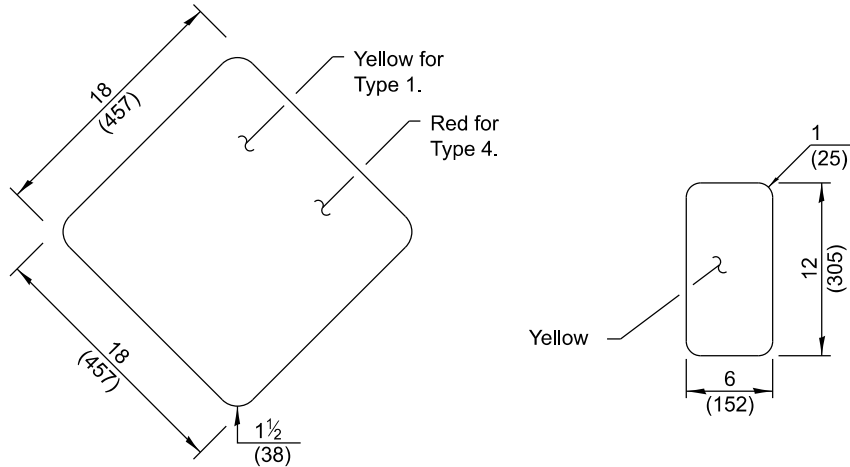 18
(457)
Yellow for
Type 1.
Red for
Type 4.
18
(457)
1½
(38)
1
(25)
12
(305)
Yellow
6
(152)